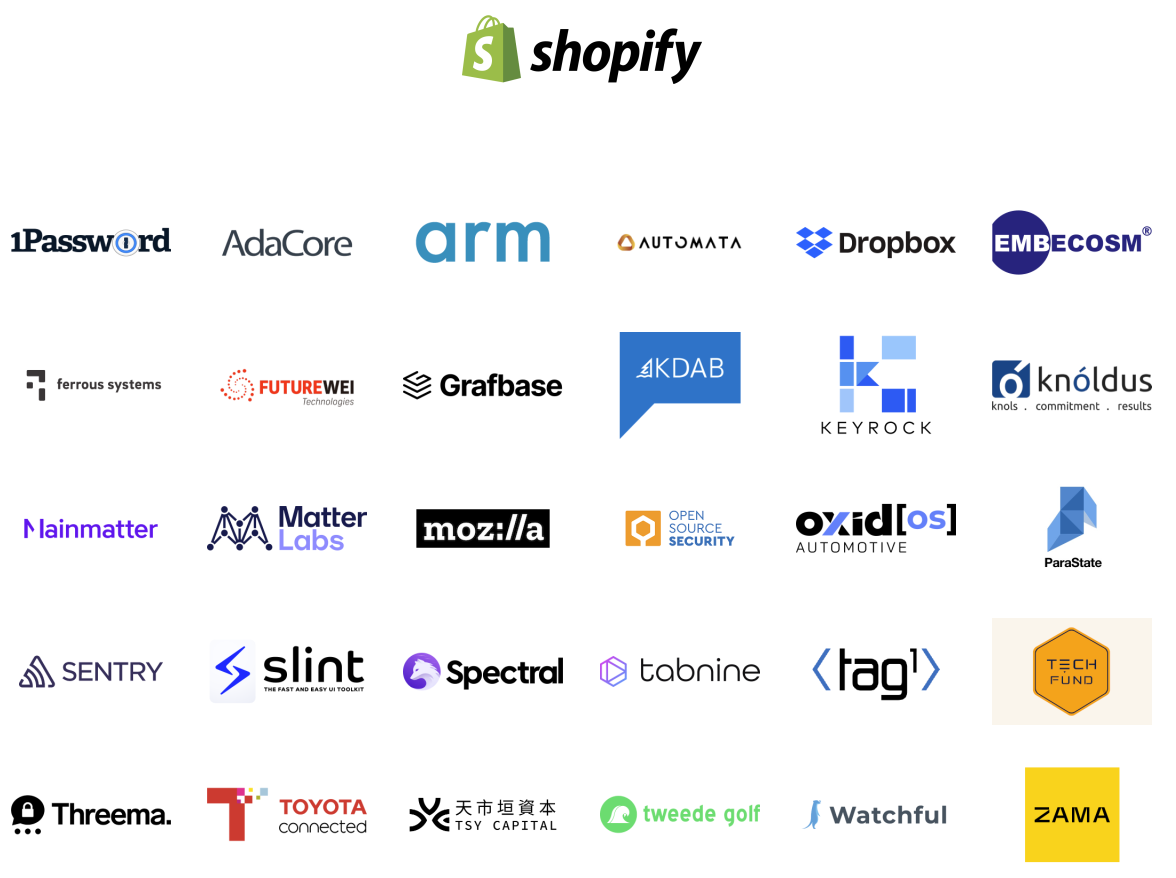 shopify
1Password
AdaCore
arm
AUTOMATA
Dropbox
EMBECOSM®
ferrous systems
FUTUREWEI
Technologies
Grafbase
KDAB
KEYROCK
knóldus
knols . commitment . results
Mainmatter
Matter
Labs
moz://a
OPEN
SOURCE
SECURITY
oxid[os]
AUTOMOTIVE
ParaState
SENTRY
slint
THE FAST AND EASY UI TOOLKIT
Spectral
tabnine
⟨tag1⟩
TECH
FUND
Threema.
TOYOTA
connected
天市垣資本
TSY CAPITAL
tweede golf
Watchful
ZAMA